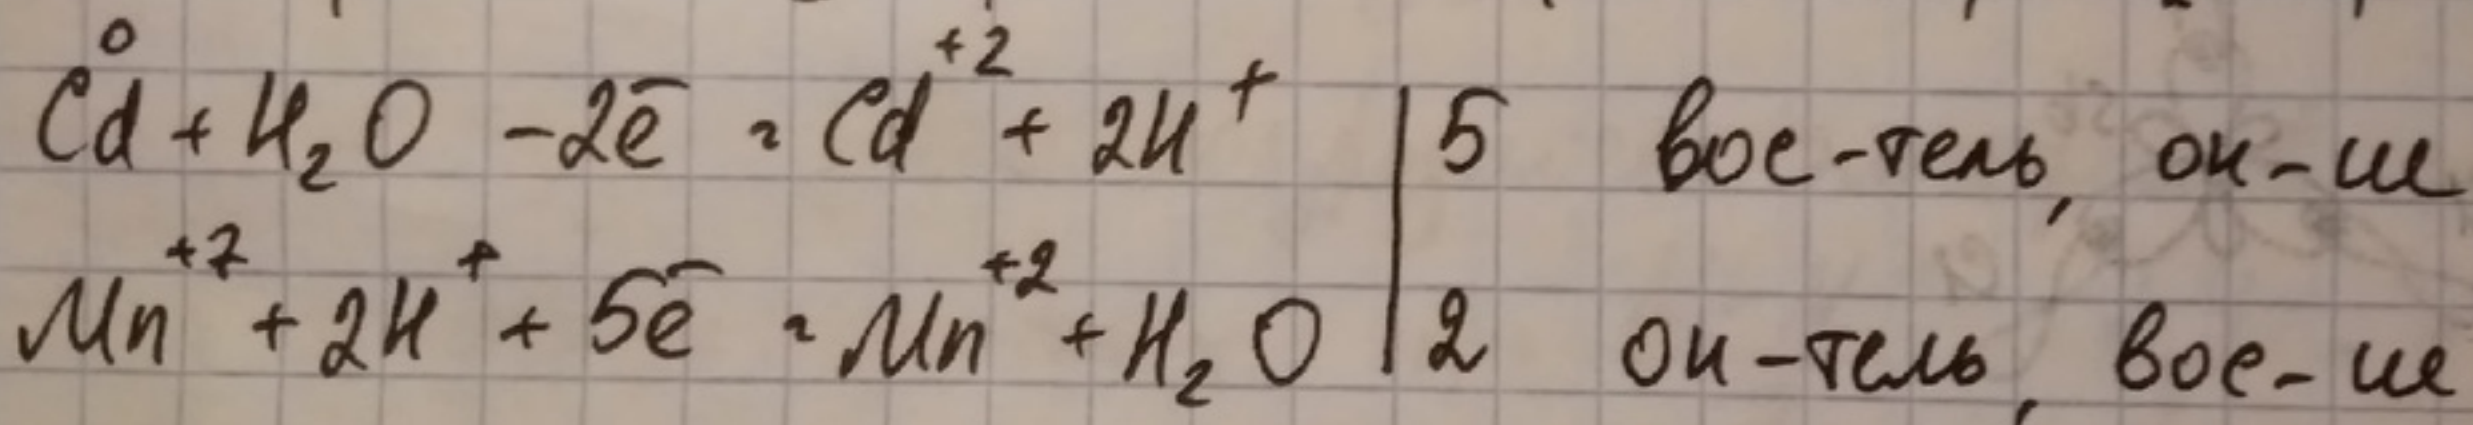 Cd⁰ + H₂O - 2ē = Cd⁺² + 2H⁺ | 5 вос-тель, ок-ие
Mn⁺⁷ + 2H⁺ + 5ē = Mn⁺² + H₂O | 2 ок-тель, вос-ие